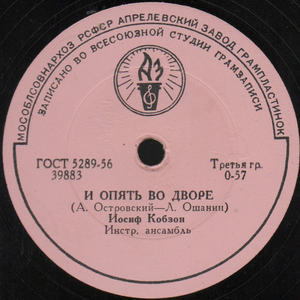 МОСОБЛСОВНАРХОЗ РСФСР АПРЕЛЕВСКИЙ ЗАВОД ГРАМПЛАСТИНОК
ЗАПИСАНО ВО ВСЕСОЮЗНОЙ СТУДИИ ГРАМЗАПИСИ
ГОСТ 5289-56 Третья гр.
39883 0-57
И ОПЯТЬ ВО ДВОРЕ
(А. Островский—Л. Ошанин)
Иосиф Кобзон
Инстр. ансамбль